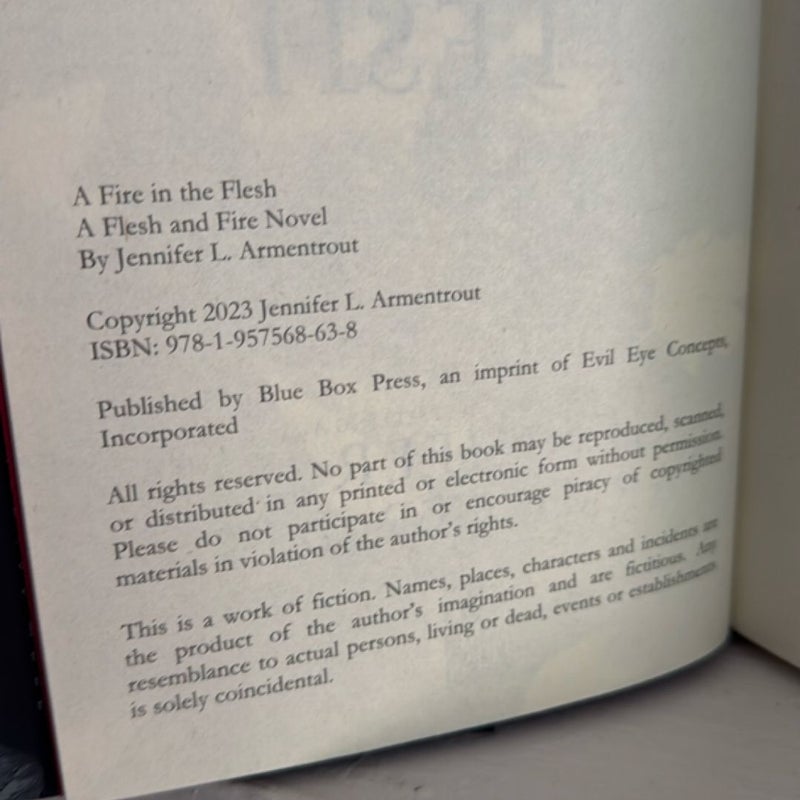 A Fire in the Flesh
A Flesh and Fire Novel
By Jennifer L. Armentrout
Copyright 2023 Jennifer L. Armentrout
ISBN: 978-1-957568-63-8
Published by Blue Box Press, an imprint of Evil Eye Concepts,
Incorporated
All rights reserved. No part of this book may be reproduced, scanned,
or distributed in any printed or electronic form without permission.
Please do not participate in or encourage piracy of copyrighted
materials in violation of the author's rights.
This is a work of fiction. Names, places, characters and incidents are
the product of the author's imagination and are fictitious. Any
resemblance to actual persons, living or dead, events or establishments
is solely coincidental.